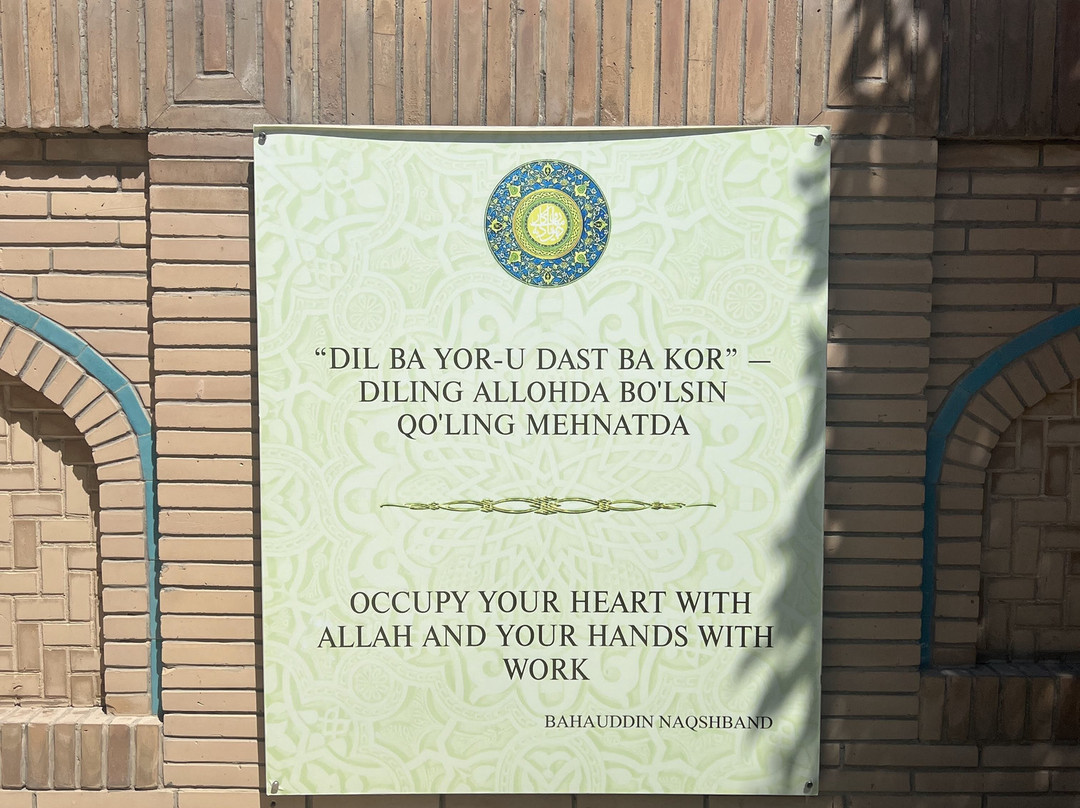 “DIL BA YOR-U DAST BA KOR” —
DILING ALLOHDA BO'LSIN
QO'LING MEHNATDA
OCCUPY YOUR HEART WITH
ALLAH AND YOUR HANDS WITH
WORK
BAHAUDDIN NAQSHBAND